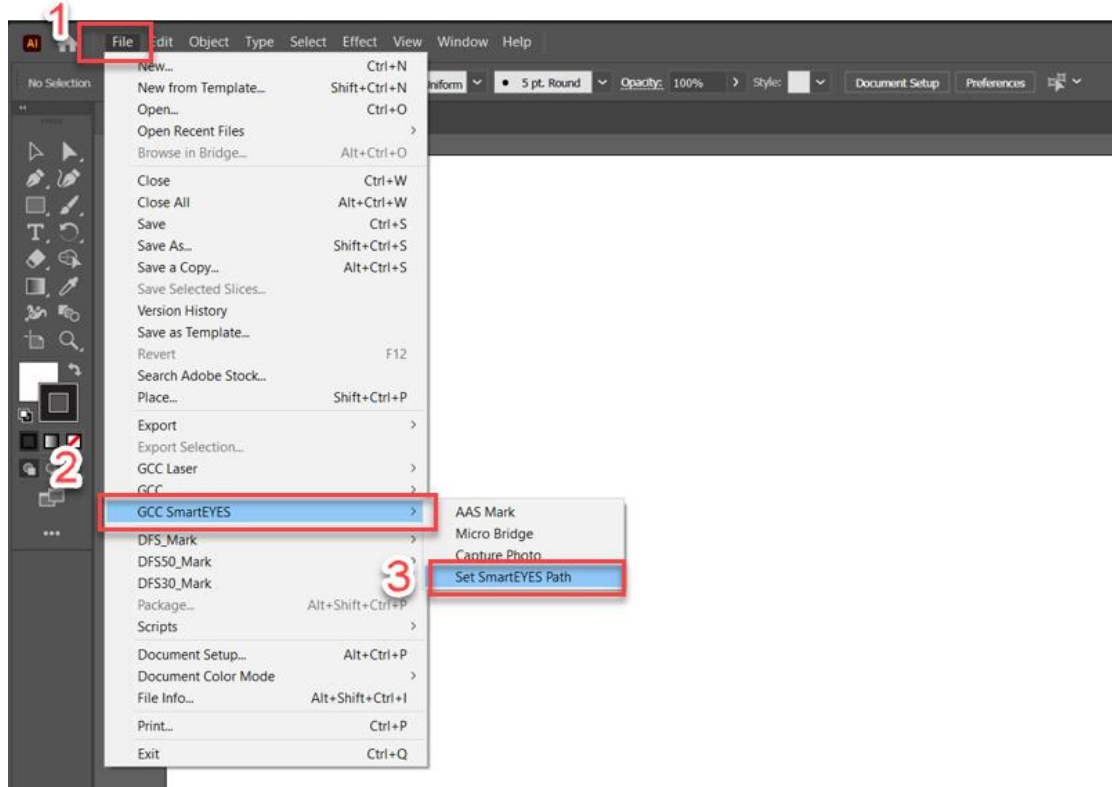 1
Ai File Edit Object Type Select Effect View Window Help
No Selection
Uniform 5 pt. Round Opacity: 100% Style: Document Setup Preferences
New... Ctrl+N
New from Template... Shift+Ctrl+N
Open... Ctrl+O
Open Recent Files
Browse in Bridge... Alt+Ctrl+O
Close Ctrl+W
Close All Alt+Ctrl+W
Save Ctrl+S
Save As... Shift+Ctrl+S
Save a Copy... Alt+Ctrl+S
Save Selected Slices...
Version History
Save as Template...
Revert F12
Search Adobe Stock...
Place... Shift+Ctrl+P
Export
Export Selection...
GCC Laser
GCC
2
GCC SmartEYES
AAS Mark
Micro Bridge
Capture Photo
3
Set SmartEYES Path
DFS_Mark
DFS50_Mark
DFS30_Mark
Package... Alt+Shift+Ctrl+P
Scripts
Document Setup... Alt+Ctrl+P
Document Color Mode
File Info... Alt+Shift+Ctrl+I
Print... Ctrl+P
Exit Ctrl+Q